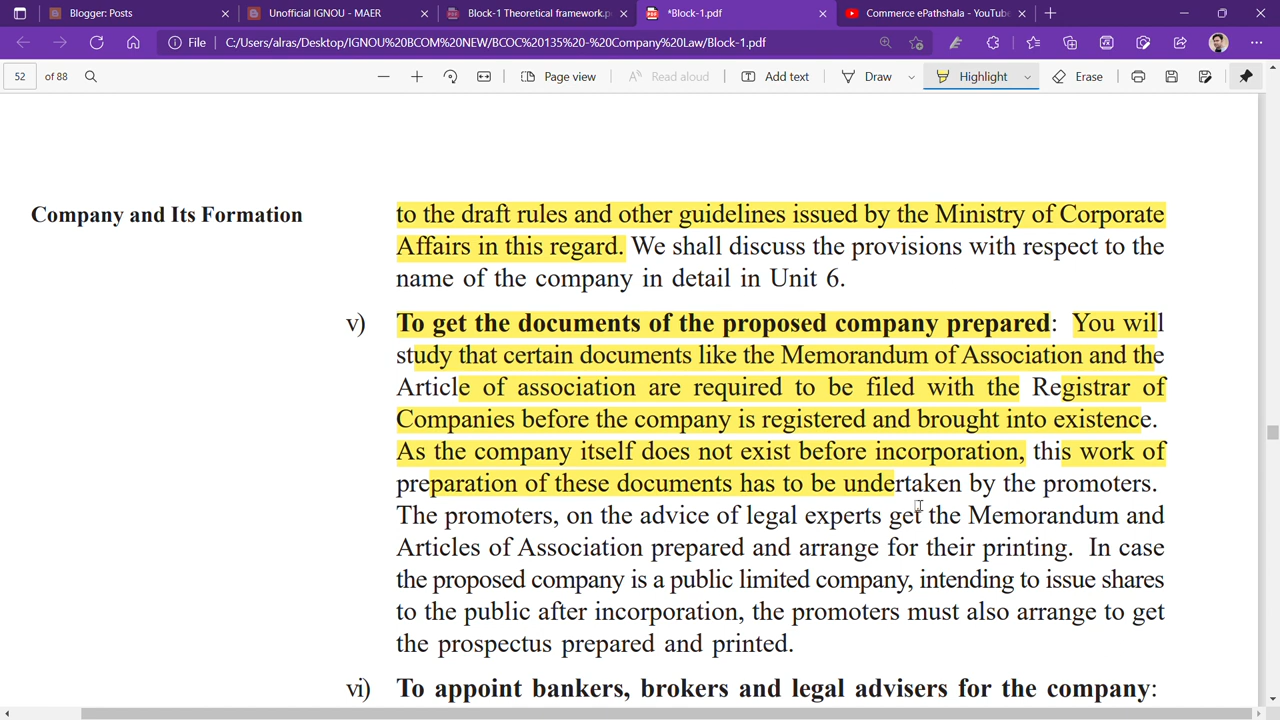 Blogger: Posts
Unofficial IGNOU - MAER
Block-1 Theoretical framework.p
*Block-1.pdf
Commerce ePathshala - YouTub
File
C:/Users/alras/Desktop/IGNOU%20BCOM%20NEW/BCOC%20135%20-%20Company%20Law/Block-1.pdf
52 of 88
Page view
Read aloud
Add text
Draw
Highlight
Erase
Company and Its Formation
to the draft rules and other guidelines issued by the Ministry of Corporate
Affairs in this regard. We shall discuss the provisions with respect to the
name of the company in detail in Unit 6.
v) To get the documents of the proposed company prepared: You will
study that certain documents like the Memorandum of Association and the
Article of association are required to be filed with the Registrar of
Companies before the company is registered and brought into existence.
As the company itself does not exist before incorporation, this work of
preparation of these documents has to be undertaken by the promoters.
The promoters, on the advice of legal experts get the Memorandum and
Articles of Association prepared and arrange for their printing. In case
the proposed company is a public limited company, intending to issue shares
to the public after incorporation, the promoters must also arrange to get
the prospectus prepared and printed.
vi) To appoint bankers, brokers and legal advisers for the company: